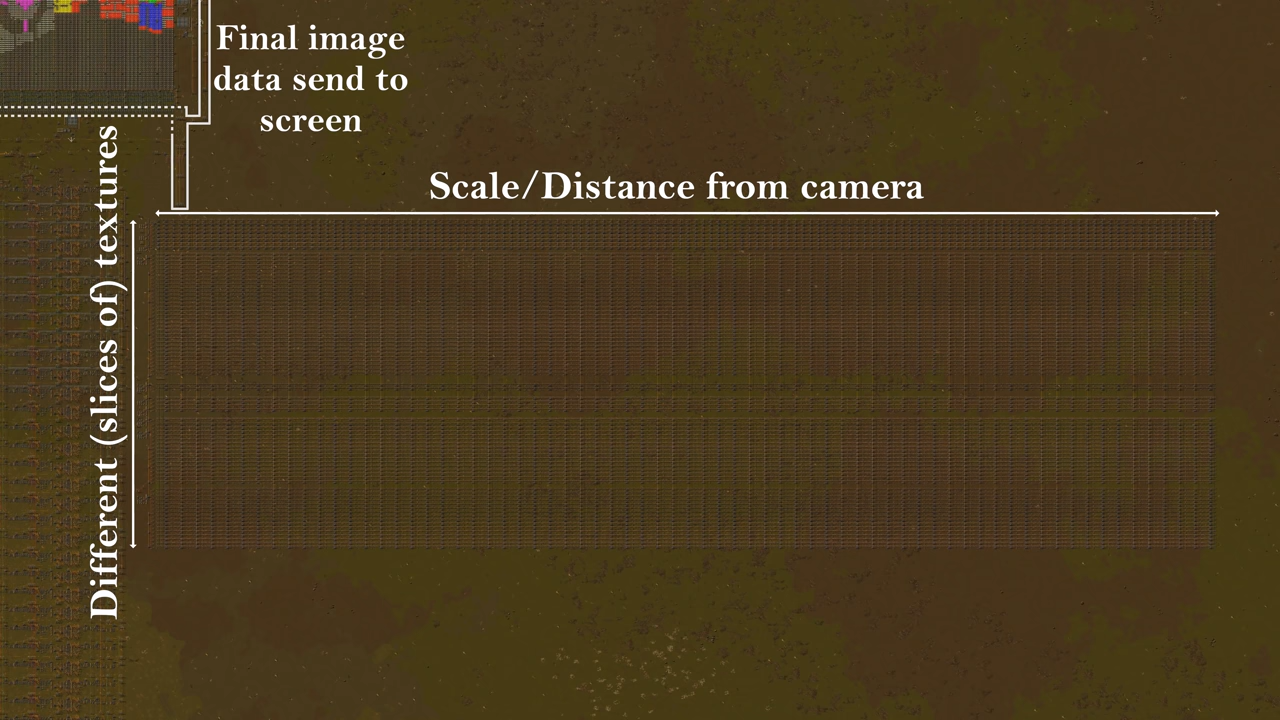 Final image
data send to
screen
Scale/Distance from camera
Different (slices of) textures